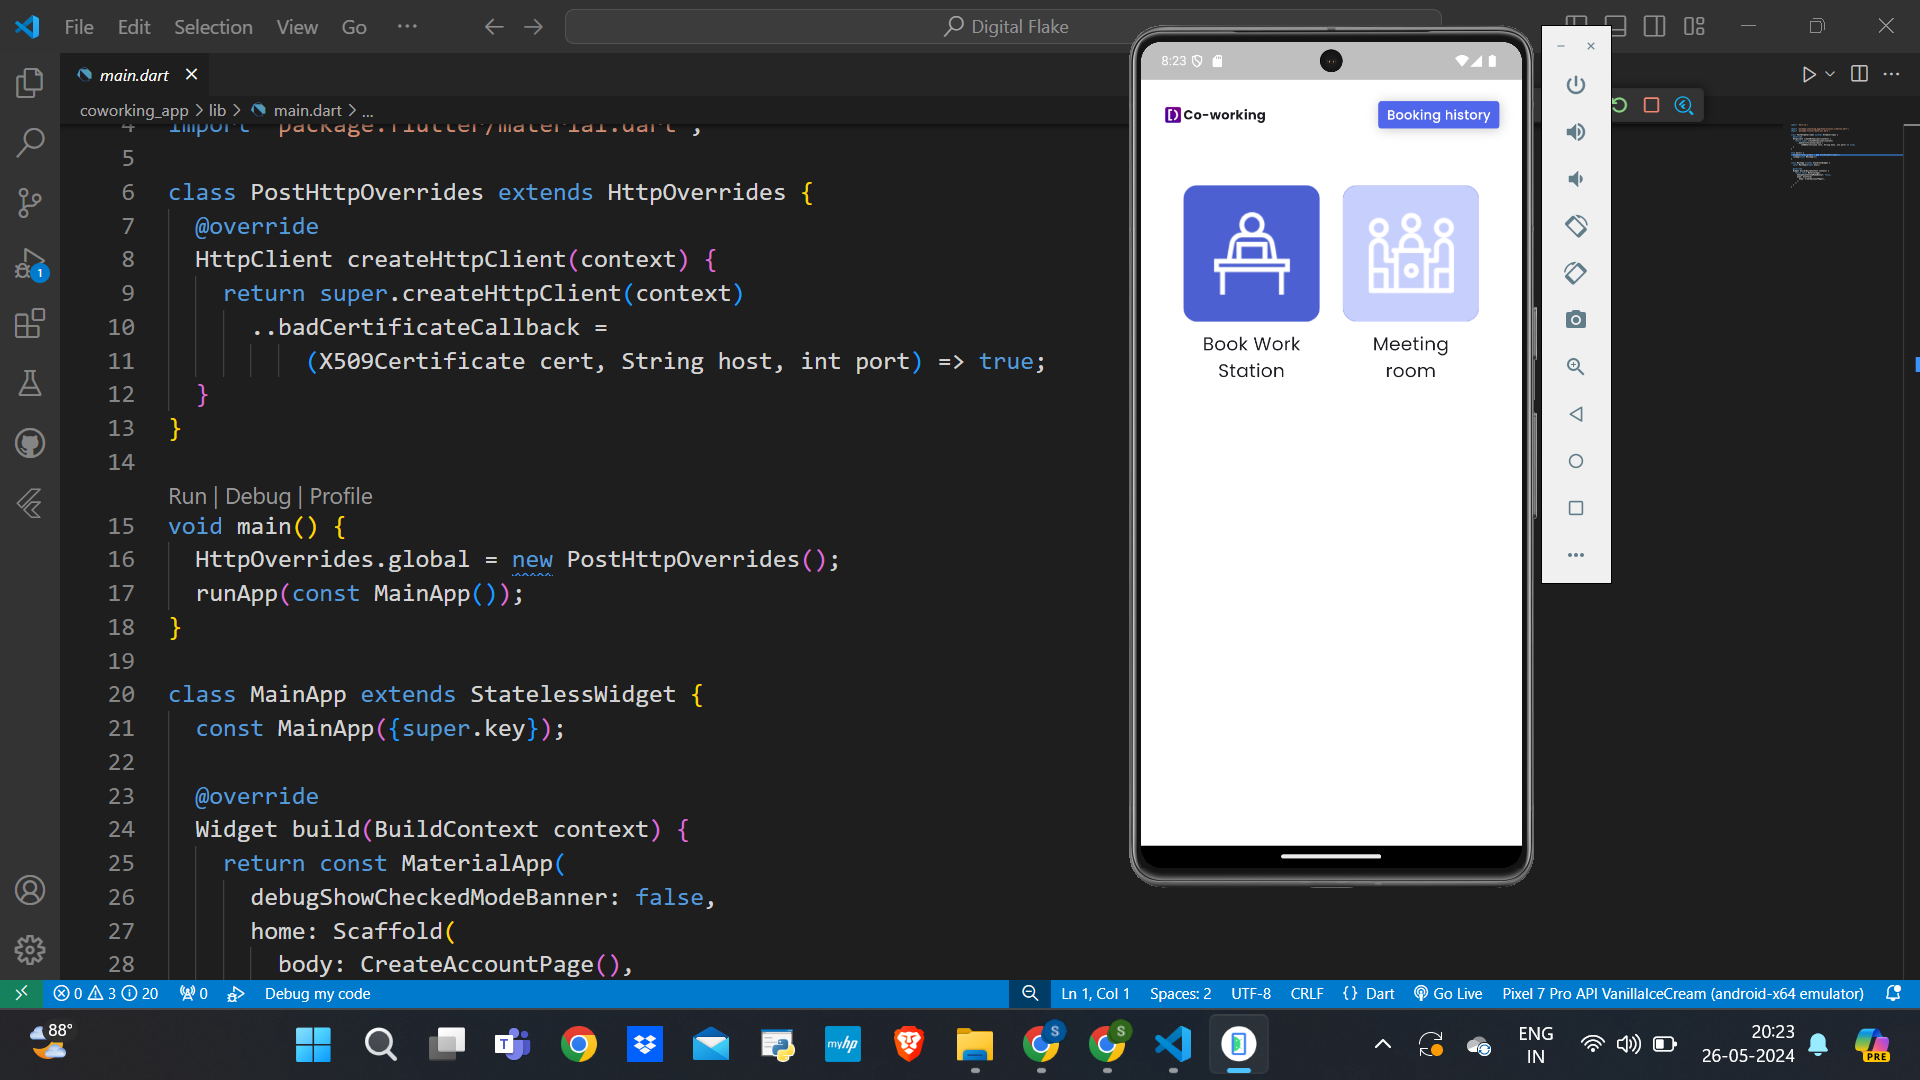 File Edit Selection View Go ···
Digital Flake
main.dart
coworking_app > lib > main.dart > ...
4 import 'package:flutter/material.dart';
5
6 class PostHttpOverrides extends HttpOverrides {
7 @override
8 HttpClient createHttpClient(context) {
9 return super.createHttpClient(context)
10 ..badCertificateCallback =
11 (X509Certificate cert, String host, int port) => true;
12 }
13 }
14
Run | Debug | Profile
15 void main() {
16 HttpOverrides.global = new PostHttpOverrides();
17 runApp(const MainApp());
18 }
19
20 class MainApp extends StatelessWidget {
21 const MainApp({super.key});
22
23 @override
24 Widget build(BuildContext context) {
25 return const MaterialApp(
26 debugShowCheckedModeBanner: false,
27 home: Scaffold(
28 body: CreateAccountPage(),
1
8:23
Co-working
Booking history
Book Work
Station
Meeting
room
0 3 20 0 Debug my code
Ln 1, Col 1 Spaces: 2 UTF-8 CRLF {} Dart Go Live Pixel 7 Pro API VanillaIceCream (android-x64 emulator)
88°
T
myhp
S
S
ENG
IN
20:23
26-05-2024
PRE